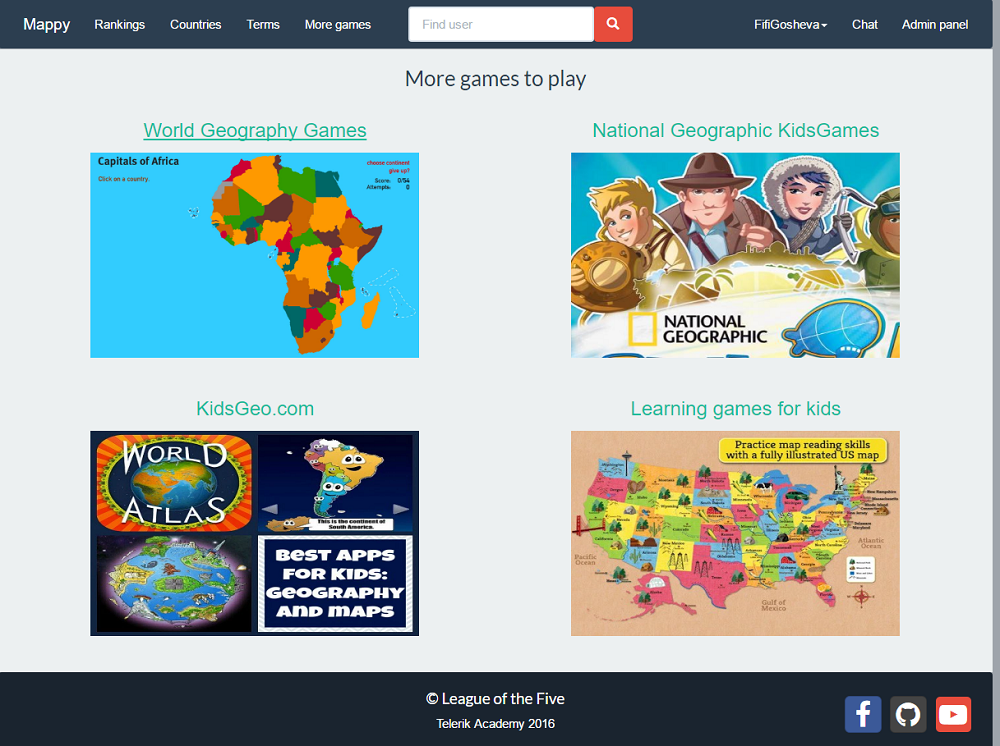 Mappy Rankings Countries Terms More games Find user FifiGosheva Chat Admin panel
More games to play
World Geography Games
National Geographic KidsGames
Capitals of Africa
Click on a country.
choose continent
give up?
Score: 0/54
Attempts: 0
NATIONAL
GEOGRAPHIC
KidsGeo.com
Learning games for kids
WORLD
ATLAS
This is the continent of
South America.
BEST APPS
FOR KIDS:
GEOGRAPHY
AND MAPS
Practice map reading skills
with a fully illustrated US map
Pacific
Ocean
Atlantic
Ocean
Gulf of
Mexico
© League of the Five
Telerik Academy 2016